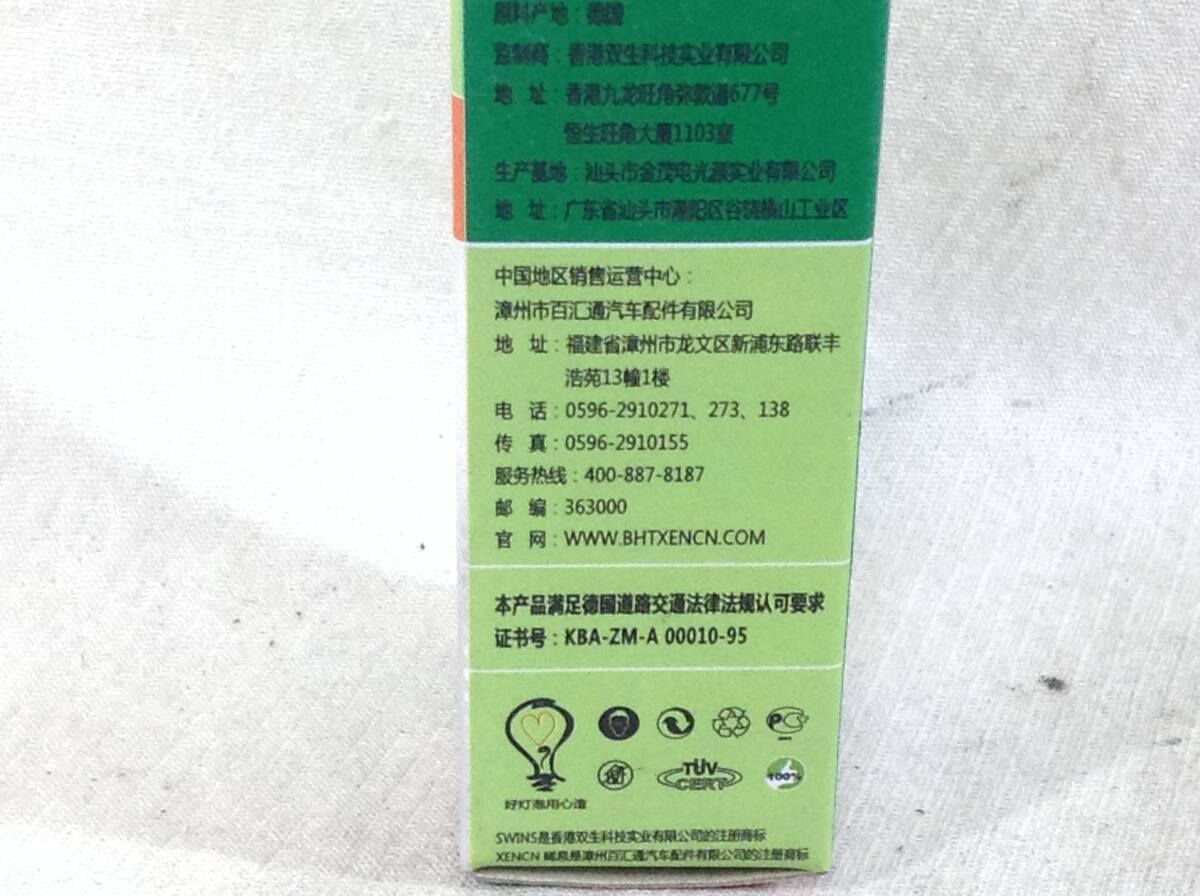 原料产地：德国
监制商：香港双生科技实业有限公司
地 址：香港九龙旺角弥敦道677号
恒生旺角大厦1103室
生产基地：汕头市金茂电光源实业有限公司
地 址：广东省汕头市潮阳区谷饶横山工业区
中国地区销售运营中心：
漳州市百汇通汽车配件有限公司
地 址：福建省漳州市龙文区新浦东路联丰
浩苑13幢1楼
电 话：0596-2910271、273、138
传 真：0596-2910155
服务热线：400-887-8187
邮 编：363000
官 网：WWW.BHTXENCN.COM
本产品满足德国道路交通法律法规认可要求
证书号：KBA-ZM-A 00010-95
TÜV
CERT
100%
好灯泡用心造
SWINS是香港双生科技实业有限公司的注册商标
XENCN 晞恩是漳州百汇通汽车配件有限公司的注册商标